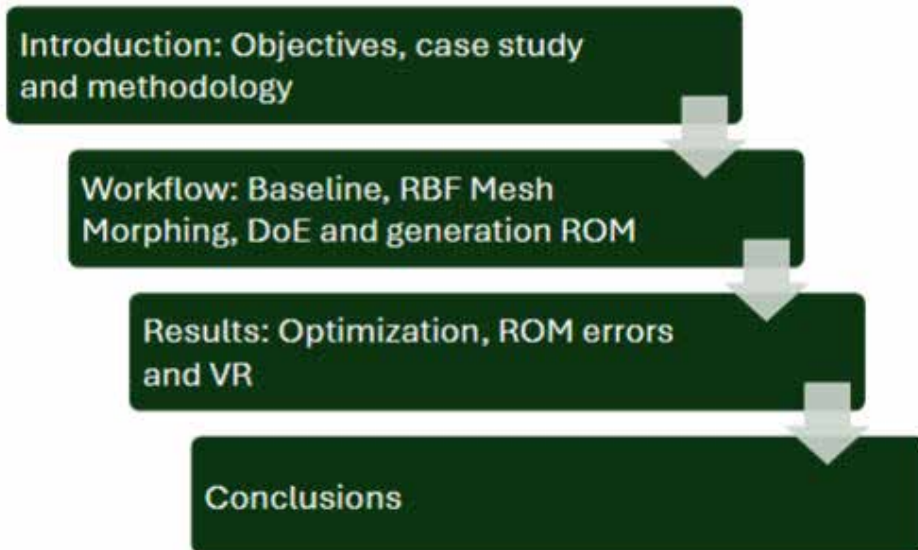 Introduction: Objectives, case study
and methodology
Workflow: Baseline, RBF Mesh
Morphing, DoE and generation ROM
Results: Optimization, ROM errors
and VR
Conclusions